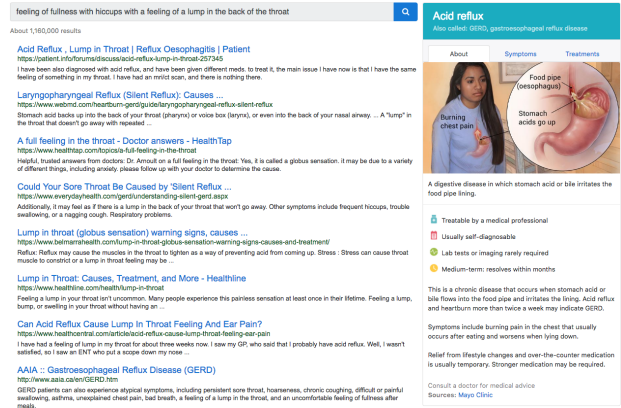 feeling of fullness with hiccups with a feeling of a lump in the back of the throat
About 1,160,000 results
Acid Reflux , Lump in Throat | Reflux Oesophagitis | Patient
https://patient.info/forums/discuss/acid-reflux-lump-in-throat-257345
I have been also diagnosed with acid reflux, and have been given different meds. to treat it, the main issue I have now is that I have the same
feeling of something in my throat. I have had an mri/ct scan, and there is nothing there.
Laryngopharyngeal Reflux (Silent Reflux): Causes ...
https://www.webmd.com/heartburn-gerd/guide/laryngopharyngeal-reflux-silent-reflux
Stomach acid backs up into the back of your throat (pharynx) or voice box (larynx), or even into the back of your nasal airway. ... A "lump" in
the throat that doesn't go away with repeated ...
A full feeling in the throat - Doctor answers - HealthTap
https://www.healthtap.com/topics/a-full-feeling-in-the-throat
Helpful, trusted answers from doctors: Dr. Arnoutt on a full feeling in the throat: Yes, it is called a globus sensation. it may be due to a variety
of different things, including anxiety. please follow up with your doctor to determine the cause.
Could Your Sore Throat Be Caused by 'Silent Reflux ...
https://www.everydayhealth.com/gerd/understanding-silent-gerd.aspx
Additionally, it may feel as if there is a lump in the back of your throat that won't go away. Other symptoms include frequent hiccups, trouble
swallowing, or a nagging cough. Respiratory problems.
Lump in throat (globus sensation) warning signs, causes ...
https://www.belmarrahealth.com/lump-in-throat-globus-sensation-warning-signs-causes-and-treatment/
Reflux: Reflux may cause the muscles in the throat to tighten as a way of preventing acid from coming up. Stress : Stress can cause throat
muscle to constrict or a lump in throat feeling may be ...
Lump in Throat: Causes, Treatment, and More - Healthline
https://www.healthline.com/health/lump-in-throat
Feeling a lump in your throat isn't uncommon. Many people experience this painless sensation at least once in their lifetime. Feeling a lump,
bump, or swelling in your throat without having an ...
Can Acid Reflux Cause Lump In Throat Feeling And Ear Pain?
https://www.healthcentral.com/article/acid-reflux-cause-lump-throat-feeling-ear-pain
I have had a feeling of lump in my throat for about three weeks now. I saw my GP, who said that I probably have acid reflux. Well, I wasn't
satisfied, so I saw an ENT who put a scope down my nose ...
AAIA :: Gastroesophageal Reflux Disease (GERD)
http://www.aaia.ca/en/GERD.htm
GERD patients can also experience atypical symptoms, including persistent sore throat, hoarseness, chronic coughing, difficult or painful
swallowing, asthma, unexplained chest pain, bad breath, a feeling of a lump in the throat, and an uncomfortable feeling of fullness after
meals.
Acid reflux
Also called: GERD, gastroesophageal reflux disease
About Symptoms Treatments
Food pipe
(oesophagus)
Burning
chest pain
Stomach
acids go up
A digestive disease in which stomach acid or bile irritates the
food pipe lining.
Treatable by a medical professional
Usually self-diagnosable
Lab tests or imaging rarely required
Medium-term: resolves within months
This is a chronic disease that occurs when stomach acid or
bile flows into the food pipe and irritates the lining. Acid reflux
and heartburn more than twice a week may indicate GERD.
Symptoms include burning pain in the chest that usually
occurs after eating and worsens when lying down.
Relief from lifestyle changes and over-the-counter medication
is usually temporary. Stronger medication may be required.
Consult a doctor for medical advice
Sources: Mayo Clinic